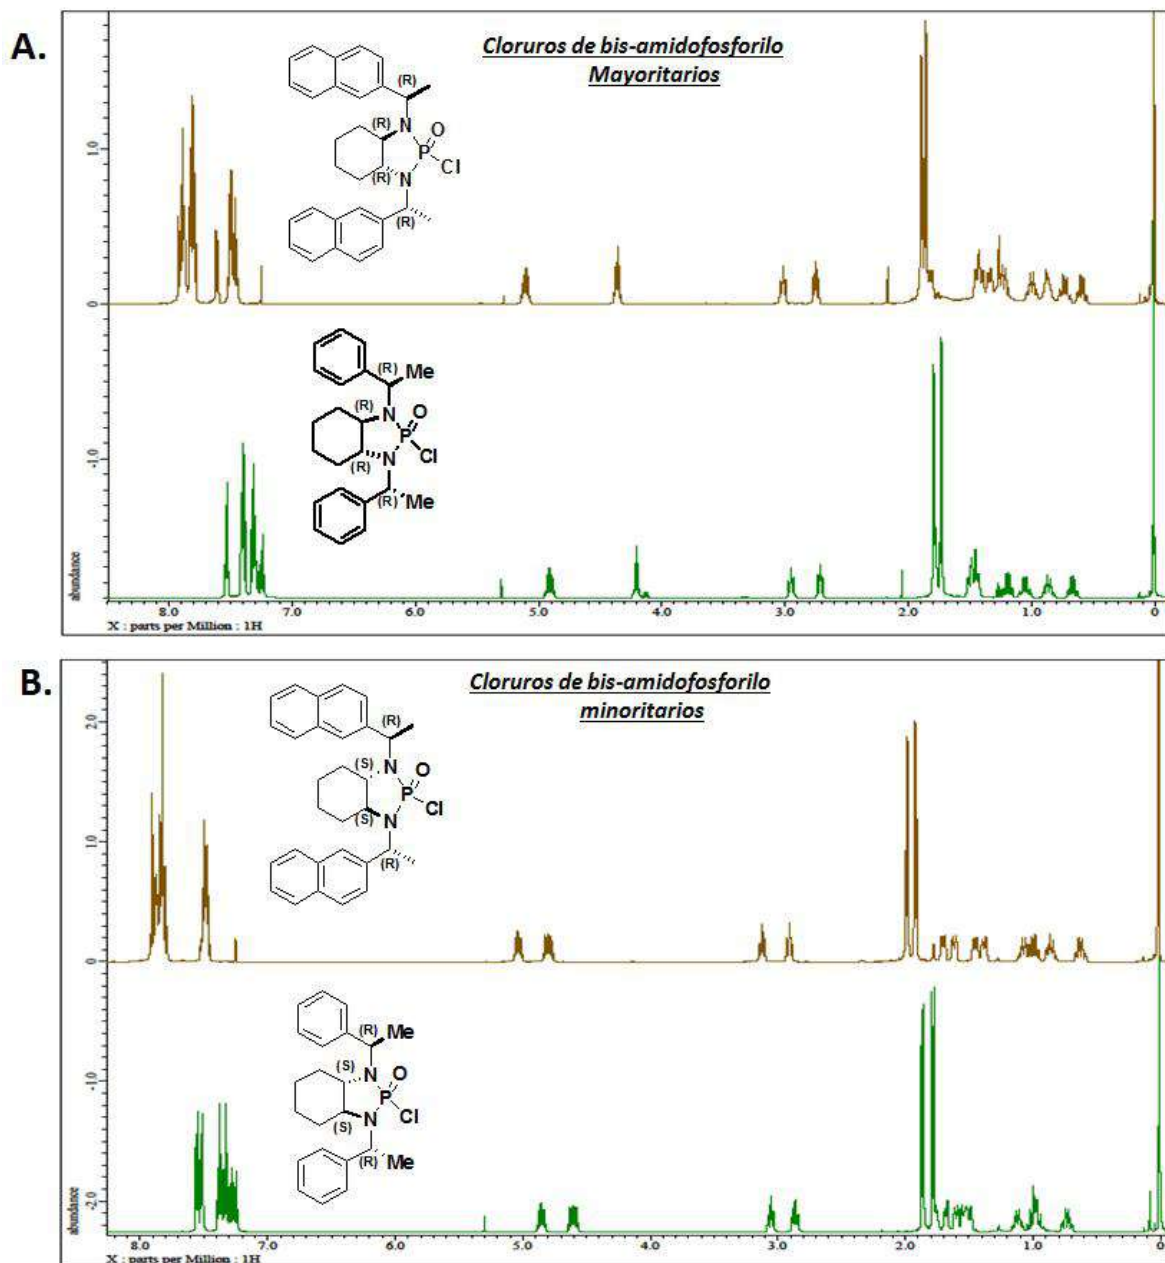 A.
Cloruros de bis-amidofosforilo
Mayoritarios
(R)
(R)
N
O
P
Cl
(R)
N
(R)
1.0
0
(R)
Me
(R)
N
O
P
Cl
(R)
N
(R)
Me
-1.0
abundance
8.0 7.0 6.0 5.0 4.0 3.0 2.0 1.0 0
X : parts per Million : 1H
B.
Cloruros de bis-amidofosforilo
minoritarios
(R)
(S)
N
O
P
Cl
(S)
N
(R)
2.0
1.0
0
(R)
Me
(S)
N
O
P
Cl
(S)
N
(R)
Me
-1.0
-2.0
abundance
8.0 7.0 6.0 5.0 4.0 3.0 2.0 1.0 0
X : parts per Million : 1H